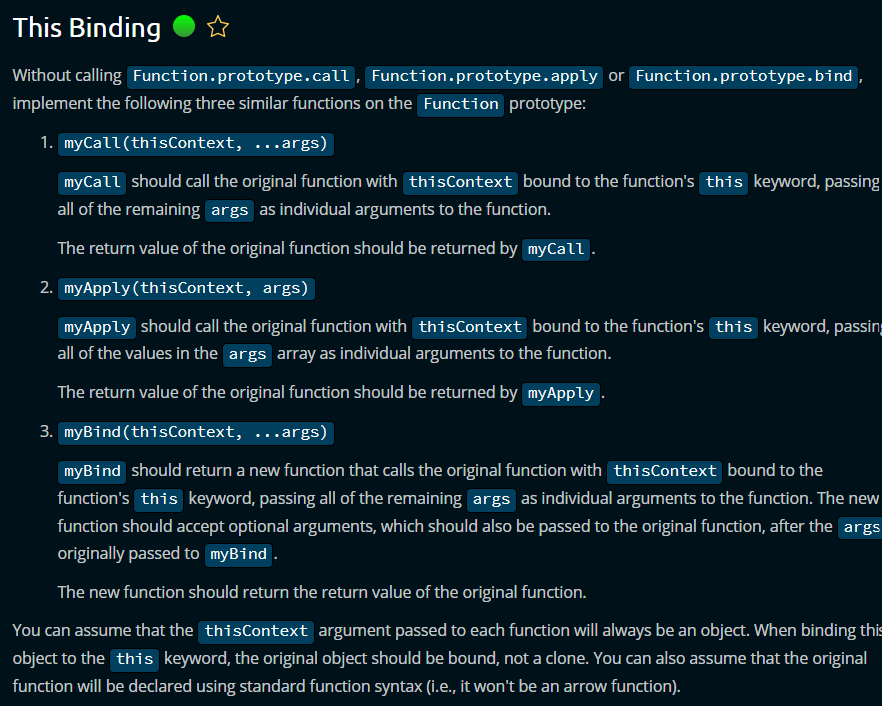 This Binding
Without calling Function.prototype.call, Function.prototype.apply or Function.prototype.bind,
implement the following three similar functions on the Function prototype:
1. myCall(thisContext, ...args)
myCall should call the original function with thisContext bound to the function's this keyword, passing
all of the remaining args as individual arguments to the function.
The return value of the original function should be returned by myCall.
2. myApply(thisContext, args)
myApply should call the original function with thisContext bound to the function's this keyword, passing
all of the values in the args array as individual arguments to the function.
The return value of the original function should be returned by myApply.
3. myBind(thisContext, ...args)
myBind should return a new function that calls the original function with thisContext bound to the
function's this keyword, passing all of the remaining args as individual arguments to the function. The new
function should accept optional arguments, which should also be passed to the original function, after the args
originally passed to myBind.
The new function should return the return value of the original function.
You can assume that the thisContext argument passed to each function will always be an object. When binding this
object to the this keyword, the original object should be bound, not a clone. You can also assume that the original
function will be declared using standard function syntax (i.e., it won't be an arrow function).